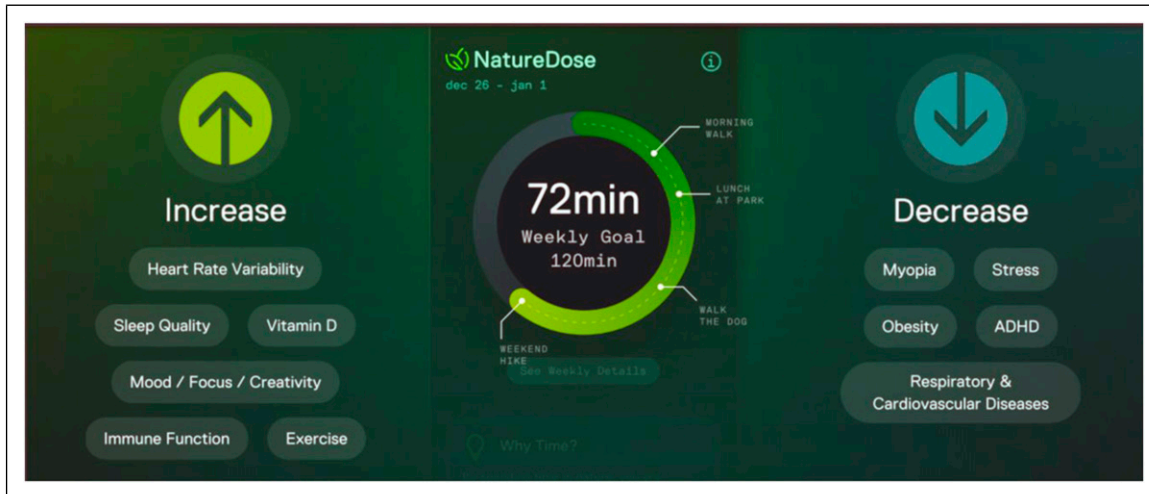 Increase
Heart Rate Variability
Sleep Quality
Vitamin D
Mood / Focus / Creativity
Immune Function
Exercise
NatureDose
dec 26 - jan 1
72min
Weekly Goal
120min
MORNING
WALK
LUNCH
AT PARK
WALK
THE DOG
WEEKEND
HIKE
See Weekly Details
Why Time?
Decrease
Myopia
Stress
Obesity
ADHD
Respiratory &
Cardiovascular Diseases